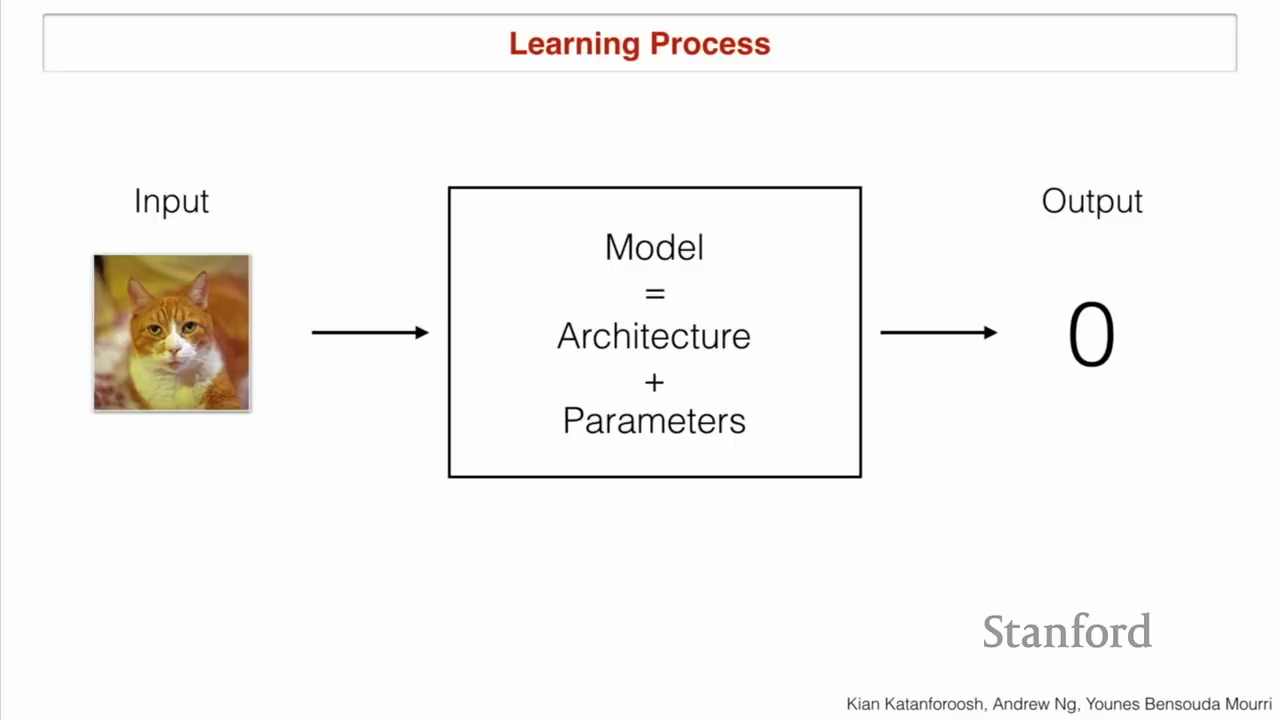 Learning Process
Input
Model
=
Architecture
+
Parameters
Output
0
Stanford
Kian Katanforoosh, Andrew Ng, Younes Bensouda Mourri